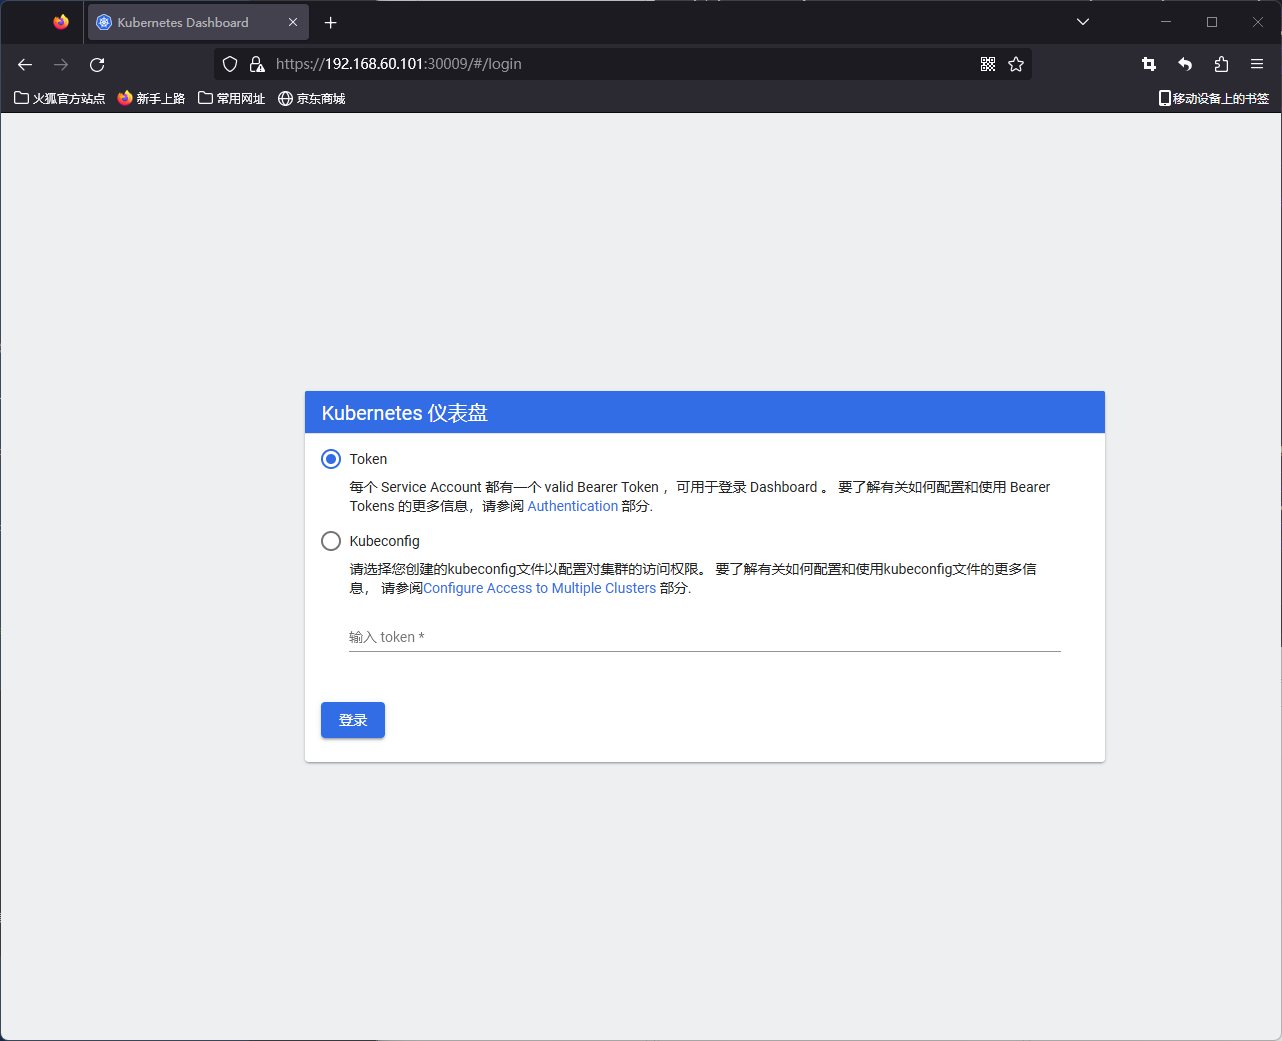 Kubernetes Dashboard
https://192.168.60.101:30009/#/login
火狐官方站点 新手上路 常用网址 京东商城 移动设备上的书签
Kubernetes 仪表盘
Token
每个 Service Account 都有一个 valid Bearer Token ，可用于登录 Dashboard 。 要了解有关如何配置和使用 Bearer
Tokens 的更多信息，请参阅 Authentication 部分.
Kubeconfig
请选择您创建的kubeconfig文件以配置对集群的访问权限。 要了解有关如何配置和使用kubeconfig文件的更多信
息， 请参阅Configure Access to Multiple Clusters 部分.
输入 token *
登录